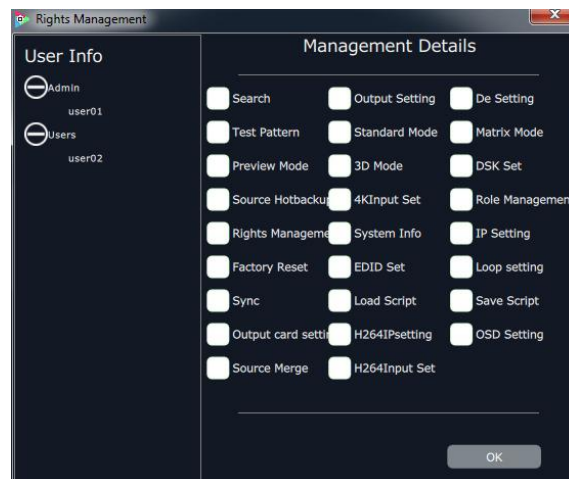 Rights Management
User Info
Admin
user01
Users
user02
Management Details
Search Output Setting De Setting
Test Pattern Standard Mode Matrix Mode
Preview Mode 3D Mode DSK Set
Source Hotbackup 4KInput Set Role Managemen
Rights Manageme System Info IP Setting
Factory Reset EDID Set Loop setting
Sync Load Script Save Script
Output card settin H264IPsetting OSD Setting
Source Merge H264Input Set
OK